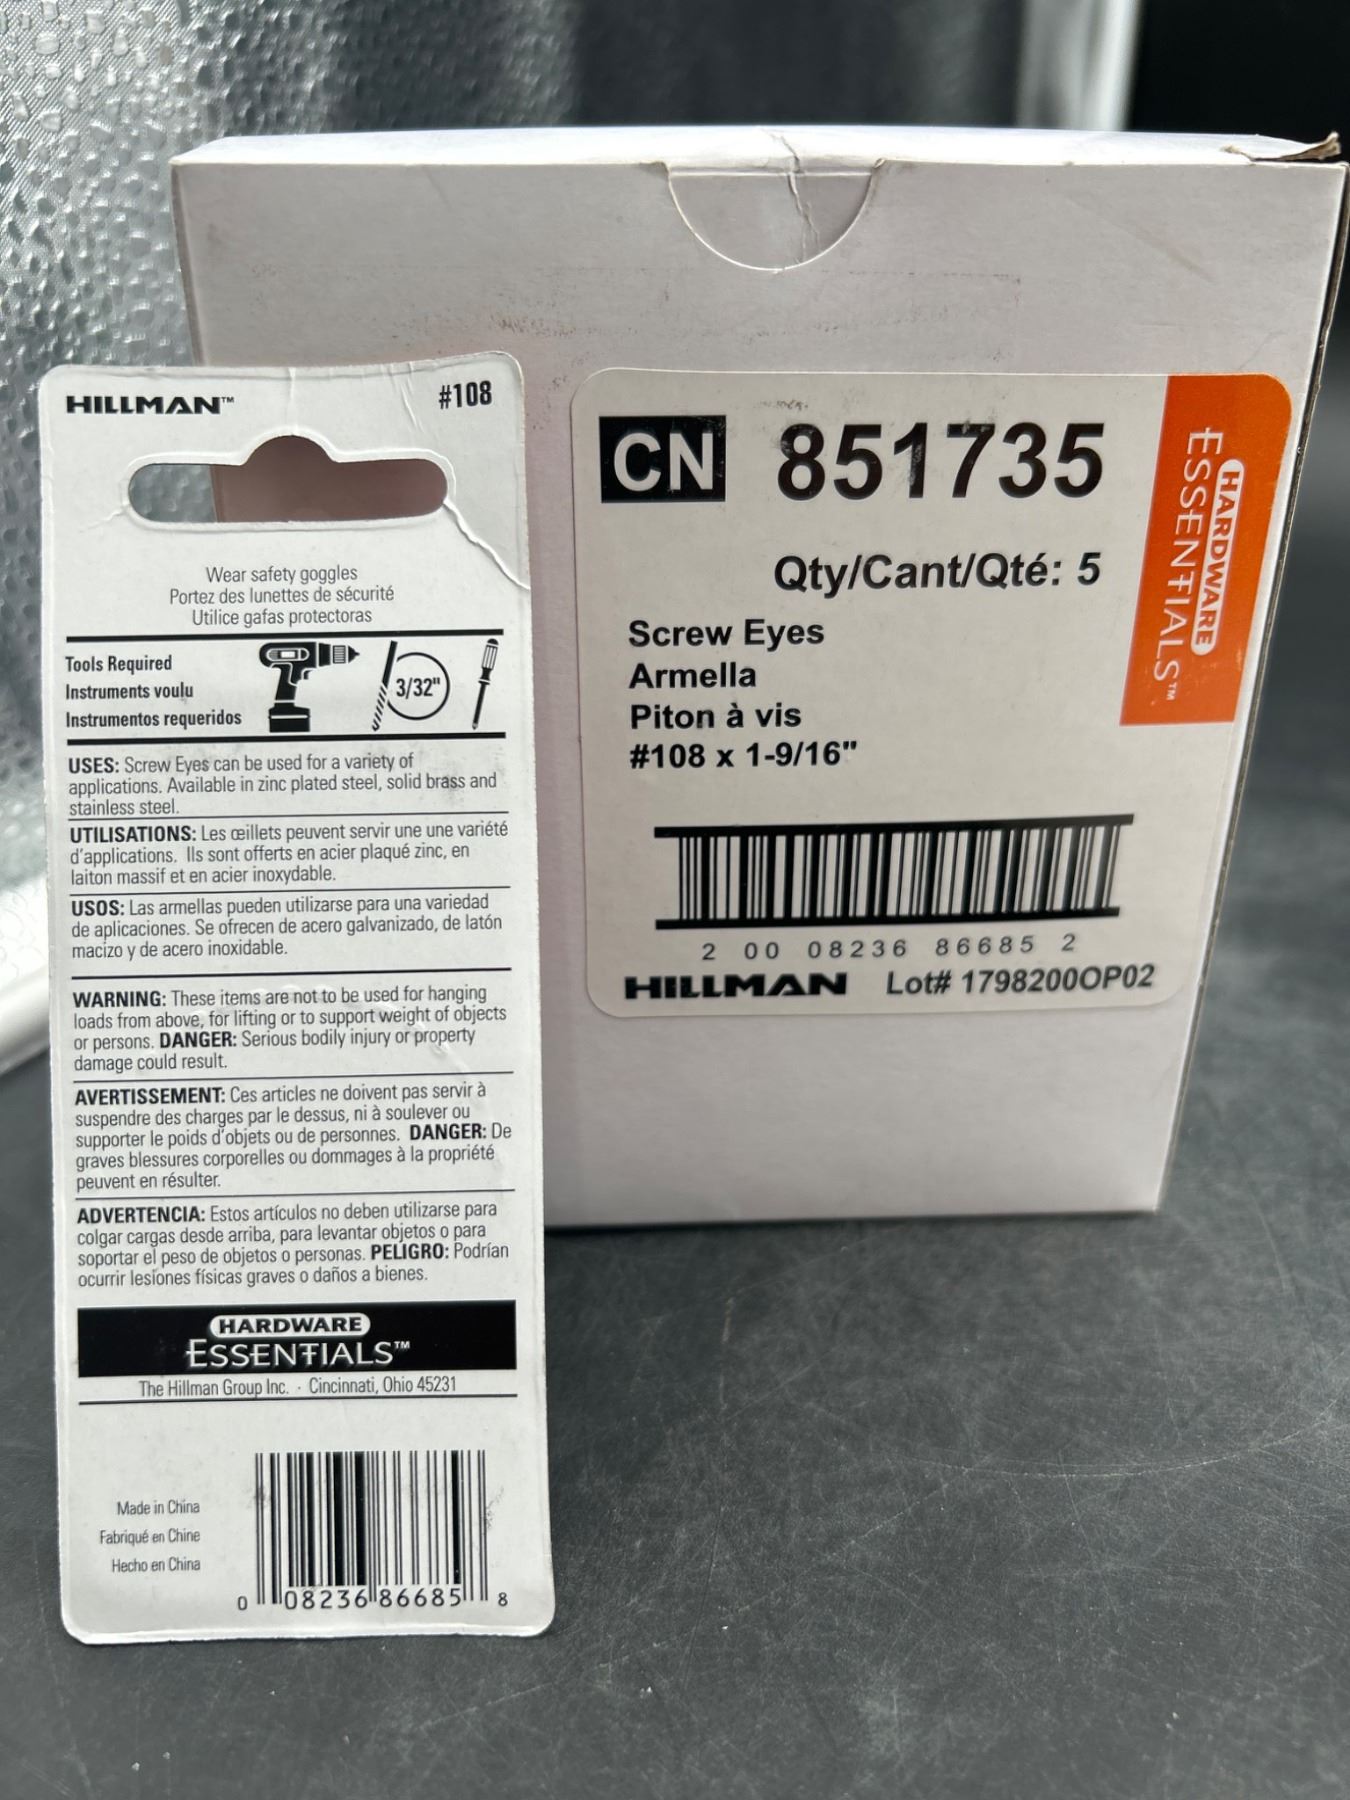 HILLMAN™ #108
Wear safety goggles
Portez des lunettes de sécurité
Utilice gafas protectoras
Tools Required
Instruments voulu
Instrumentos requeridos
3/32"
USES: Screw Eyes can be used for a variety of
applications. Available in zinc plated steel, solid brass and
stainless steel.
UTILISATIONS: Les œillets peuvent servir une une variété
d'applications. Ils sont offerts en acier plaqué zinc, en
laiton massif et en acier inoxydable.
USOS: Las armellas pueden utilizarse para una variedad
de aplicaciones. Se ofrecen de acero galvanizado, de latón
macizo y de acero inoxidable.
WARNING: These items are not to be used for hanging
loads from above, for lifting or to support weight of objects
or persons. DANGER: Serious bodily injury or property
damage could result.
AVERTISSEMENT: Ces articles ne doivent pas servir à
suspendre des charges par le dessus, ni à soulever ou
supporter le poids d'objets ou de personnes. DANGER: De
graves blessures corporelles ou dommages à la propriété
peuvent en résulter.
ADVERTENCIA: Estos artículos no deben utilizarse para
colgar cargas desde arriba, para levantar objetos o para
soportar el peso de objetos o personas. PELIGRO: Podrían
ocurrir lesiones físicas graves o daños a bienes.
HARDWARE
ESSENTIALS™
The Hillman Group Inc. · Cincinnati, Ohio 45231
Made in China
Fabriqué en Chine
Hecho en China
0 08236 86685 8
CN 851735
Qty/Cant/Qté: 5
Screw Eyes
Armella
Piton à vis
#108 x 1-9/16"
2 00 08236 86685 2
HILLMAN Lot# 1798200OP02
HARDWARE
ESSENTIALS™